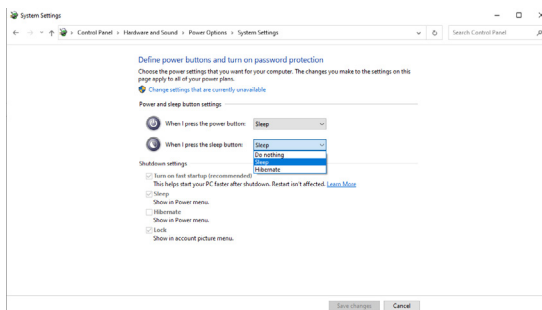 System Settings
Control Panel > Hardware and Sound > Power Options > System Settings
Search Control Panel
Define power buttons and turn on password protection
Choose the power settings that you want for your computer. The changes you make to the settings on this
page apply to all of your power plans.
Change settings that are currently unavailable.
Power and sleep button settings
When I press the power button: Sleep
When I press the sleep button: Sleep
Do nothing
Sleep
Hibernate
Shutdown settings
Turn on fast startup (recommended)
This helps start your PC faster after shutdown. Restart isn't affected. Learn More
Sleep
Show in Power menu.
Hibernate
Show in Power menu.
Lock
Show in account picture menu.
Save changes Cancel